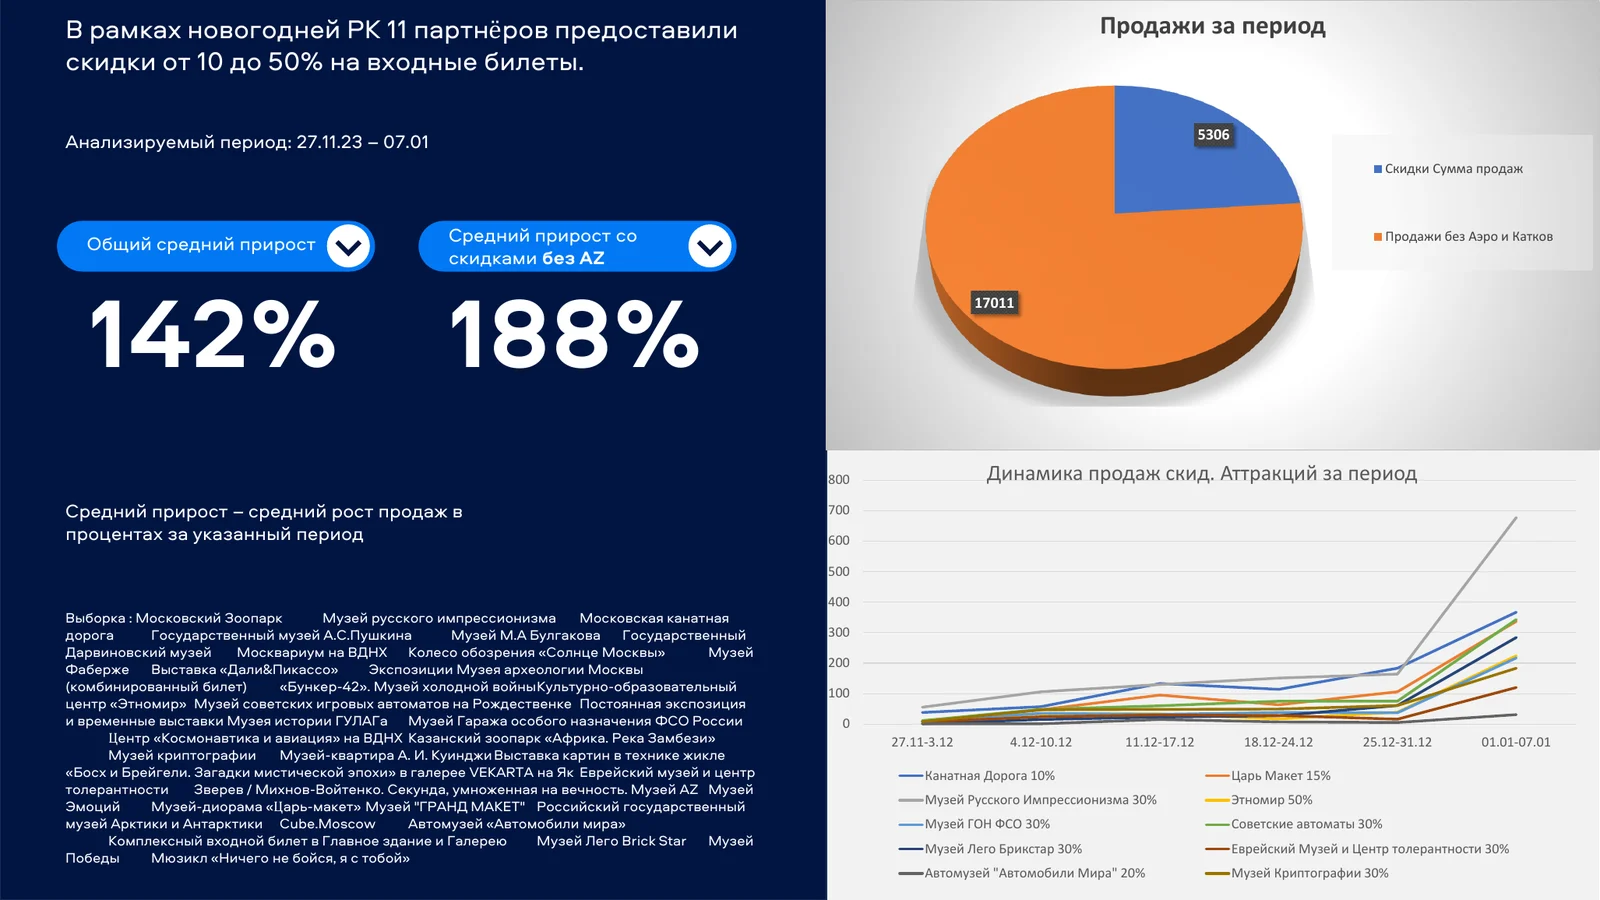 В рамках новогодней РК 11 партнёров предоставили
скидки от 10 до 50% на входные билеты.
Анализируемый период: 27.11.23 – 07.01
Общий средний прирост
142%
Средний прирост со
скидками без AZ
188%
Средний прирост – средний рост продаж в
процентах за указанный период
Выборка : Московский Зоопарк Музей русского импрессионизма Московская канатная
дорога Государственный музей А.С.Пушкина Музей М.А Булгакова Государственный
Дарвиновский музей Москвариум на ВДНХ Колесо обозрения «Солнце Москвы» Музей
Фаберже Выставка «Дали&Пикассо» Экспозиции Музея археологии Москвы
(комбинированный билет) «Бункер-42». Музей холодной войныКультурно-образовательный
центр «Этномир» Музей советских игровых автоматов на Рождественке Постоянная экспозиция
и временные выставки Музея истории ГУЛАГа Музей Гаража особого назначения ФСО России
Центр «Космонавтика и авиация» на ВДНХ Казанский зоопарк «Африка. Река Замбези»
Музей криптографии Музей-квартира А. И. Куинджи Выставка картин в технике жикле
«Босх и Брейгели. Загадки мистической эпохи» в галерее VEKARTA на Як Еврейский музей и центр
толерантности Зверев / Михнов-Войтенко. Секунда, умноженная на вечность. Музей AZ Музей
Эмоций Музей-диорама «Царь-макет» Музей "ГРАНД МАКЕТ" Российский государственный
музей Арктики и Антарктики Cube.Moscow Автомузей «Автомобили мира»
Комплексный входной билет в Главное здание и Галерею Музей Лего Brick Star Музей
Победы Мюзикл «Ничего не бойся, я с тобой»
Продажи за период
5306
17011
Скидки Сумма продаж
Продажи без Аэро и Катков
Динамика продаж скид. Аттракций за период
800
700
600
500
400
300
200
100
0
27.11-3.12 4.12-10.12 11.12-17.12 18.12-24.12 25.12-31.12 01.01-07.01
Канатная Дорога 10% Царь Макет 15%
Музей Русского Импрессионизма 30% Этномир 50%
Музей ГОН ФСО 30% Советские автоматы 30%
Музей Лего Брикстар 30% Еврейский Музей и Центр толерантности 30%
Автомузей "Автомобили Мира" 20% Музей Криптографии 30%